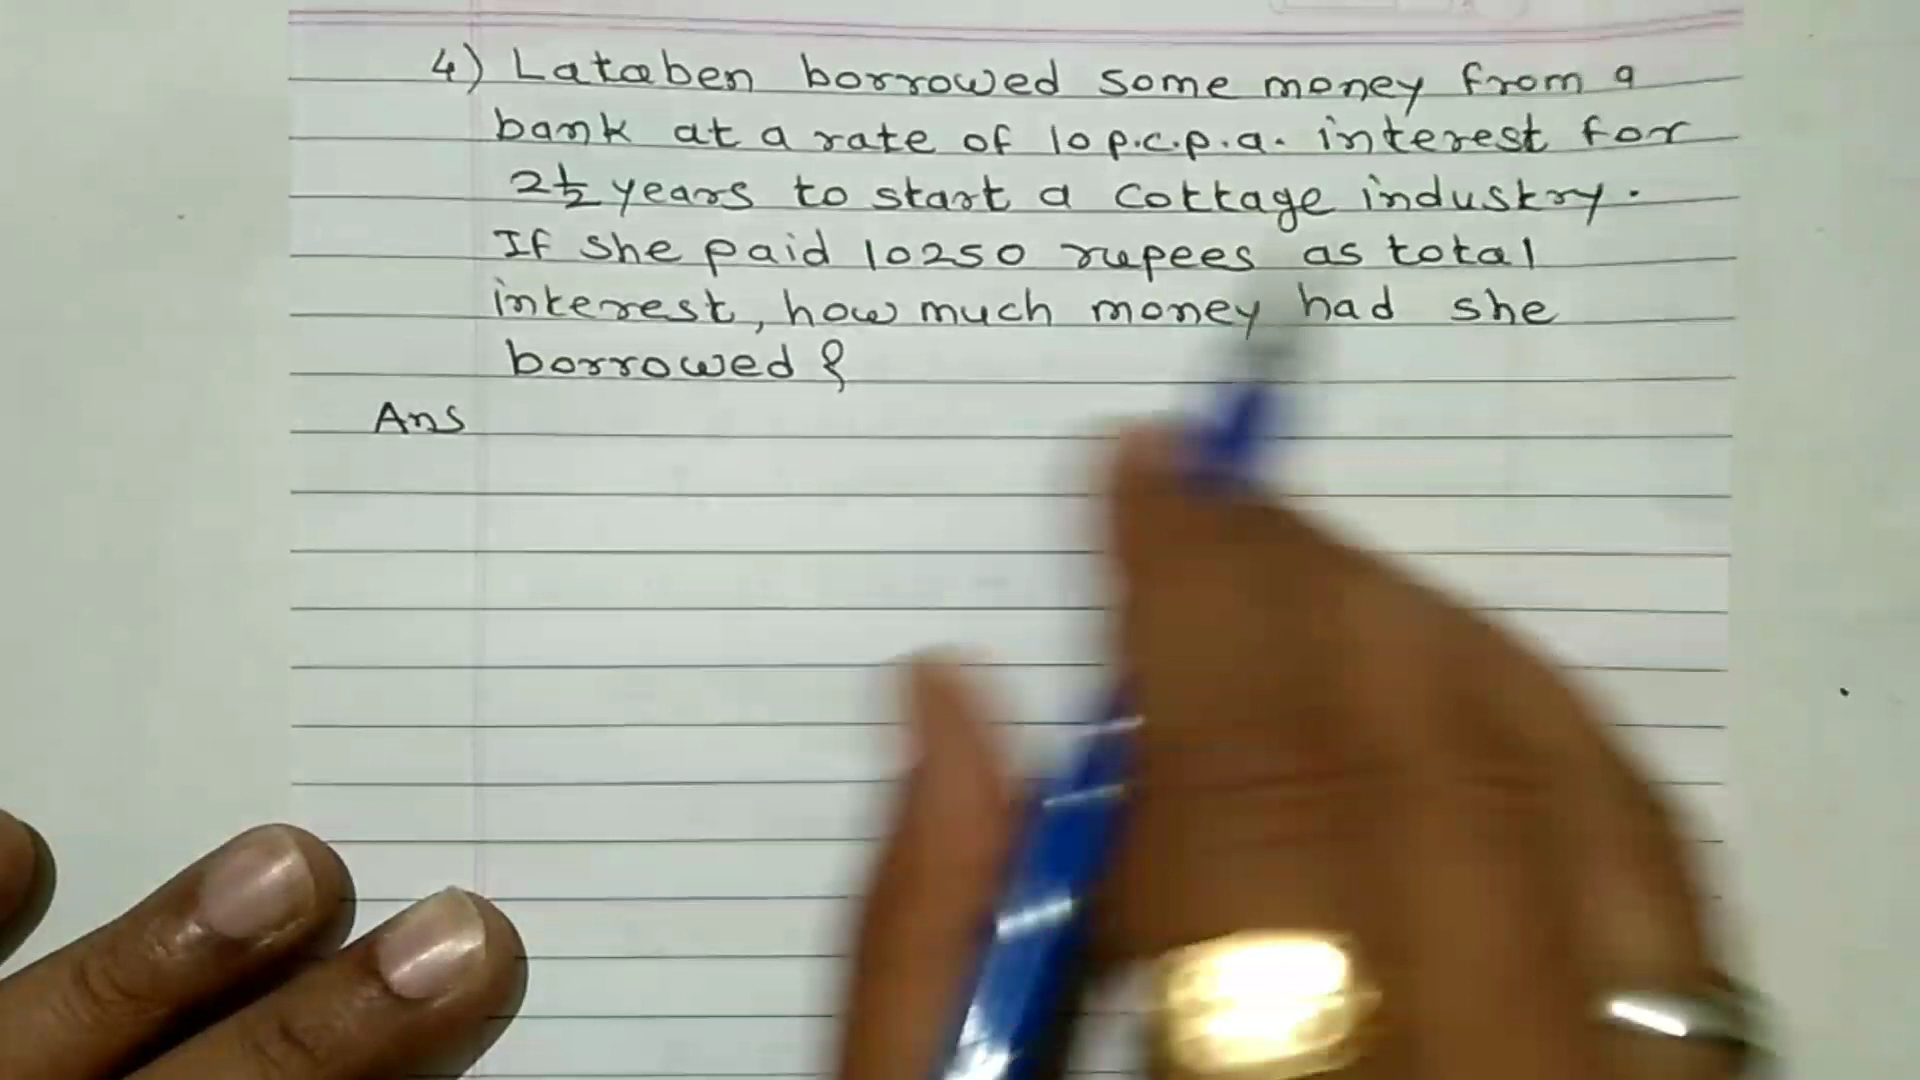 4) Lataben borrowed some money from a
bank at a rate of 10 p.c.p.a. interest for
2½ years to start a cottage industry.
If she paid 10250 rupees as total
interest, how much money had she
borrowed?
Ans